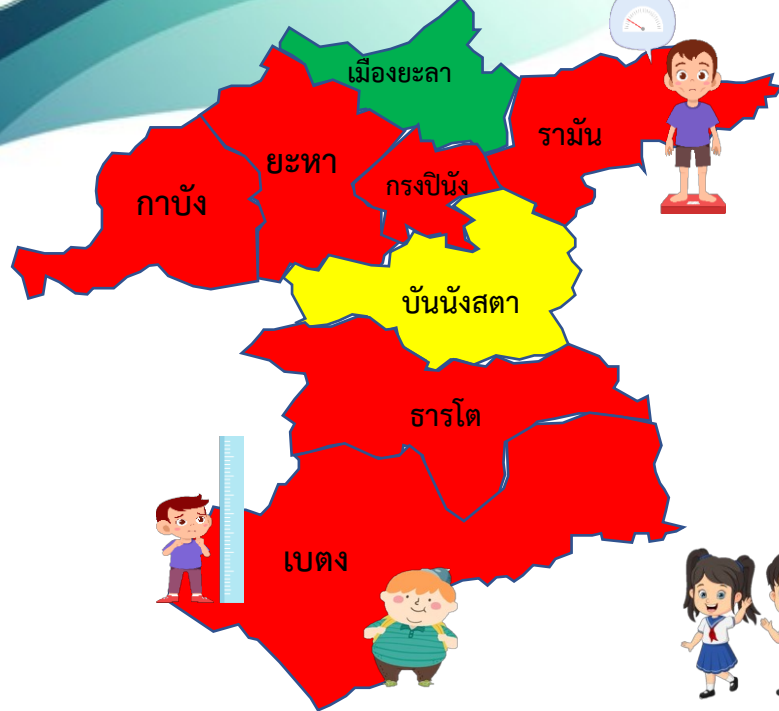 เมืองยะลา
รามัน
ยะหา
กรงปินัง
กาบัง
บันนังสตา
ธารโต
เบตง